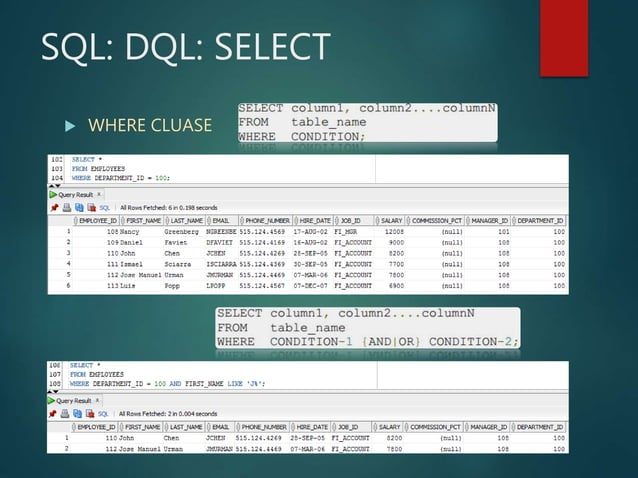 SQL: DQL: SELECT
WHERE CLUASE
SELECT column1, column2....columnN
FROM table_name
WHERE CONDITION;
102 SELECT *
103 FROM EMPLOYEES
104 WHERE DEPARTMENT_ID = 100;
Query Result x
SQL | All Rows Fetched: 6 in 0.198 seconds
EMPLOYEE_ID FIRST_NAME LAST_NAME EMAIL PHONE_NUMBER HIRE_DATE JOB_ID SALARY COMMISSION_PCT MANAGER_ID DEPARTMENT_ID
1 108 Nancy Greenberg NGREENBE 515.124.4569 17-AUG-02 FI_MGR 12008 (null) 101 100
2 109 Daniel Faviet DFAVIET 515.124.4169 16-AUG-02 FI_ACCOUNT 9000 (null) 108 100
3 110 John Chen JCHEN 515.124.4269 28-SEP-05 FI_ACCOUNT 8200 (null) 108 100
4 111 Ismael Sciarra ISCIARRA 515.124.4369 30-SEP-05 FI_ACCOUNT 7700 (null) 108 100
5 112 Jose Manuel Urman JMURMAN 515.124.4469 07-MAR-06 FI_ACCOUNT 7800 (null) 108 100
6 113 Luis Popp LPOPP 515.124.4567 07-DEC-07 FI_ACCOUNT 6900 (null) 108 100
SELECT column1, column2....columnN
FROM table_name
WHERE CONDITION-1 {AND|OR} CONDITION-2;
106 SELECT *
107 FROM EMPLOYEES
108 WHERE DEPARTMENT_ID = 100 AND FIRST_NAME LIKE 'J%';
Query Result x
SQL | All Rows Fetched: 2 in 0.004 seconds
EMPLOYEE_ID FIRST_NAME LAST_NAME EMAIL PHONE_NUMBER HIRE_DATE JOB_ID SALARY COMMISSION_PCT MANAGER_ID DEPARTMENT_ID
1 110 John Chen JCHEN 515.124.4269 28-SEP-05 FI_ACCOUNT 8200 (null) 108 100
2 112 Jose Manuel Urman JMURMAN 515.124.4469 07-MAR-06 FI_ACCOUNT 7800 (null) 108 100